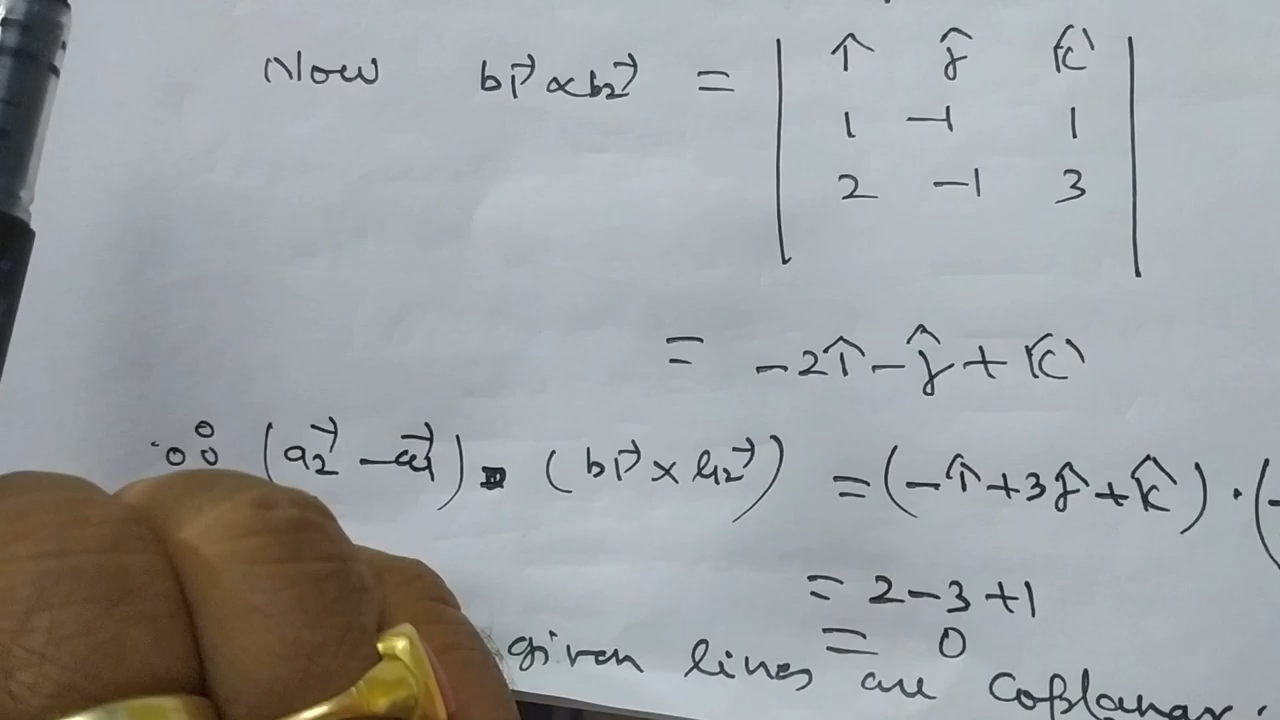 Now b₁⃗ × b₂⃗ = | î ĵ k̂ |
1 -1 1
2 -1 3
= -2î - ĵ + k̂
∴ (a₂⃗ - a₁⃗) . (b₁⃗ × b₂⃗) = (-î + 3ĵ + k̂) . (-
= 2 - 3 + 1
= 0
given lines are coplanar.